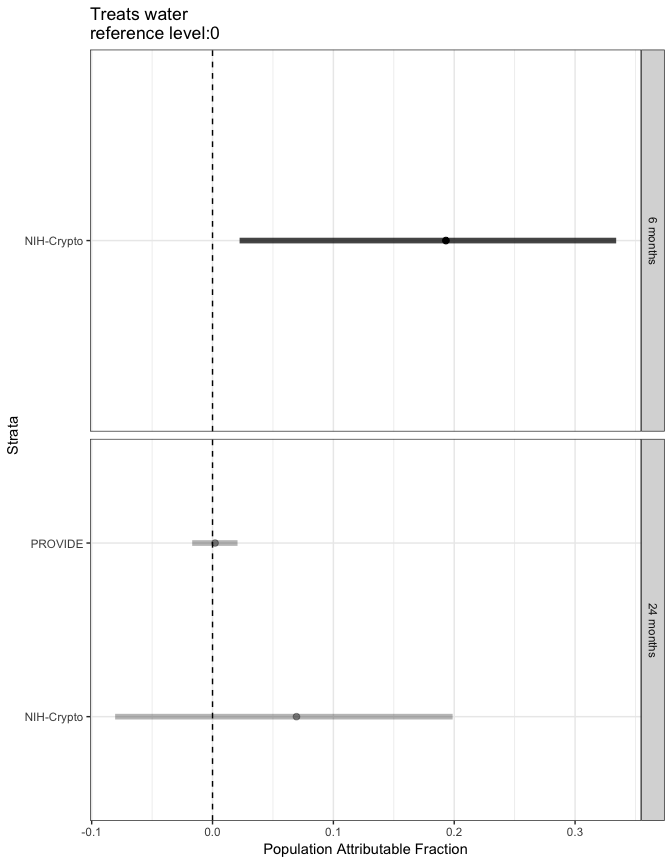 Treats water
reference level:0
NIH-Crypto
6 months
PROVIDE
NIH-Crypto
24 months
Strata
-0.1 0.0 0.1 0.2 0.3
Population Attributable Fraction